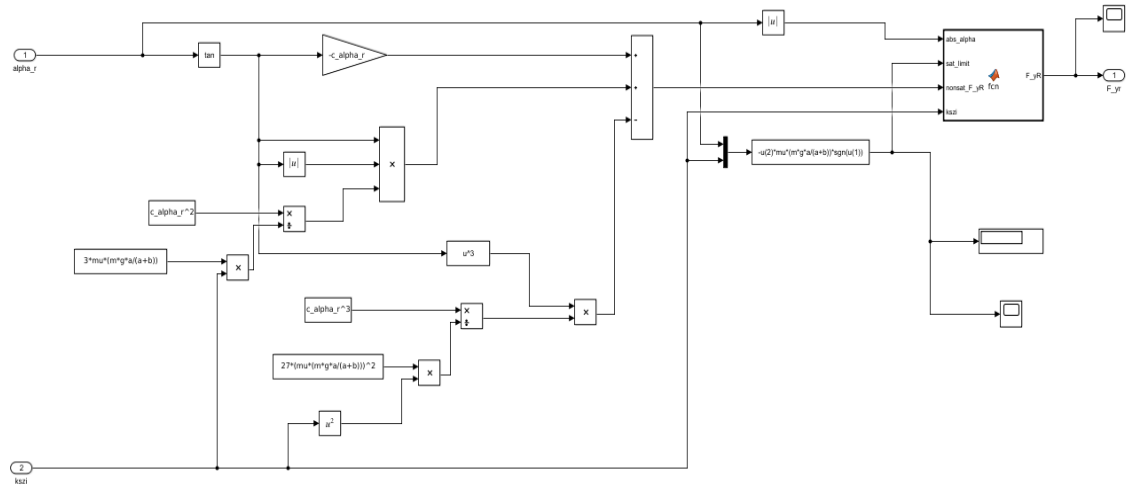 |u|
1
alpha_r
tan
-c_alpha_r
+
+
-
abs_alpha
sat_limit
nonsat_F_yR
kszi
fcn
F_yR
1
F_yr
|u|
×
-u(2)*mu*(m*g*a/(a+b))*sgn(u(1))
c_alpha_r^2
×
÷
3*mu*(m*g*a/(a+b))
×
u^3
c_alpha_r^3
×
÷
×
27*(mu*(m*g*a/(a+b)))^2
×
u²
2
kszi